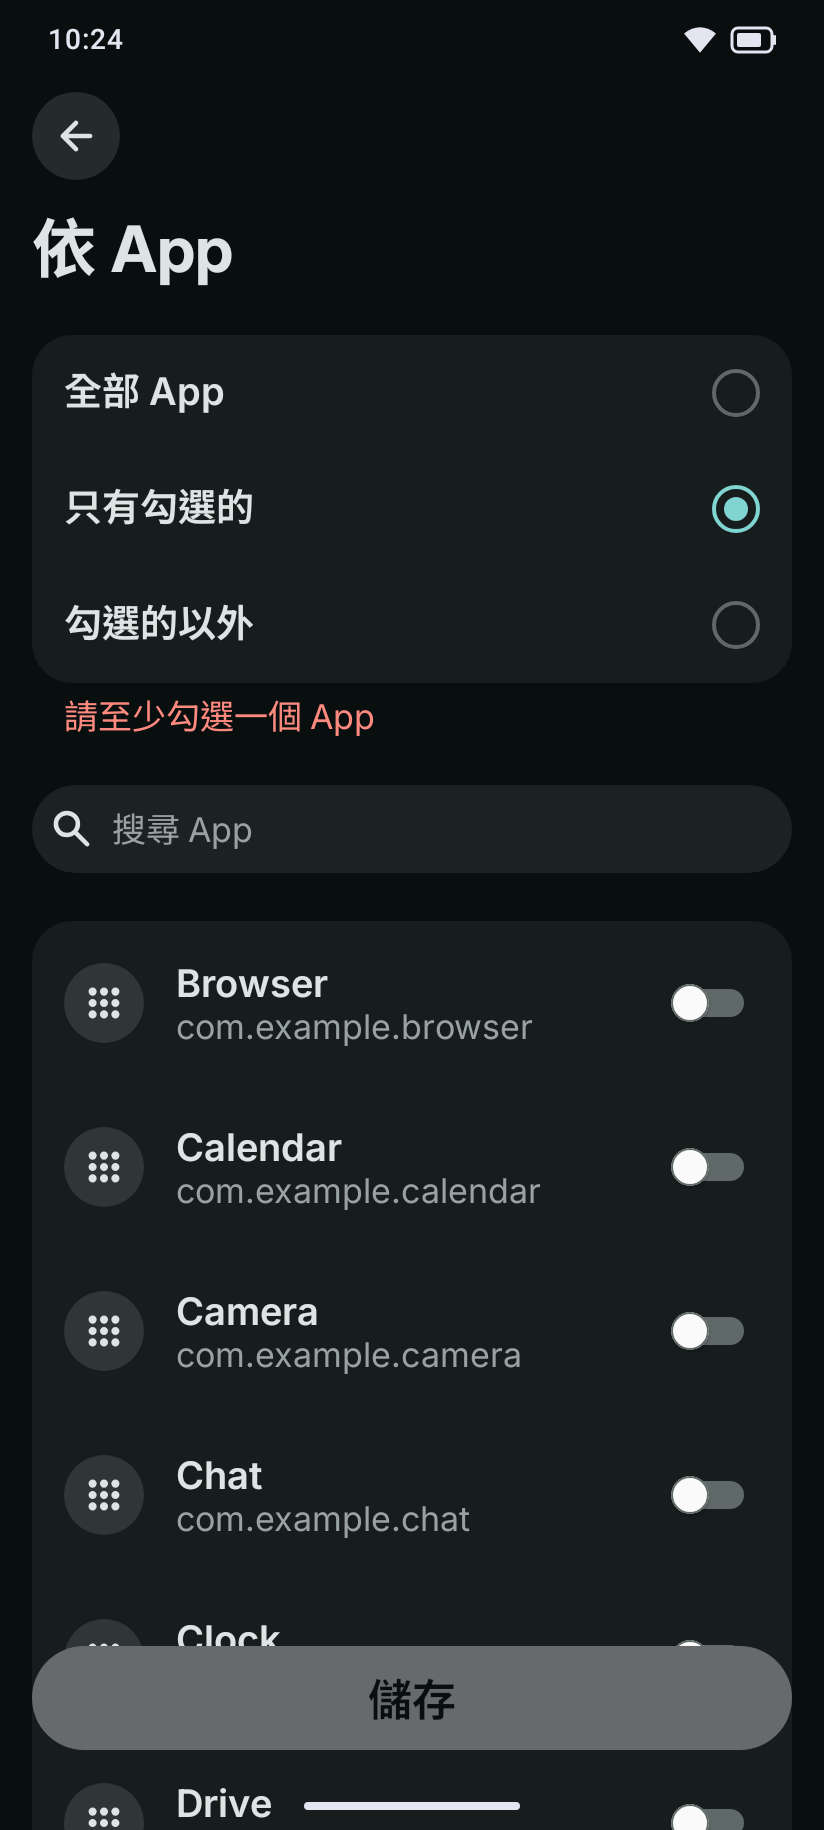 10:24
依 App
全部 App
只有勾選的
勾選的以外
請至少勾選一個 App
搜尋 App
Browser
com.example.browser
Calendar
com.example.calendar
Camera
com.example.camera
Chat
com.example.chat
Clock
儲存
Drive